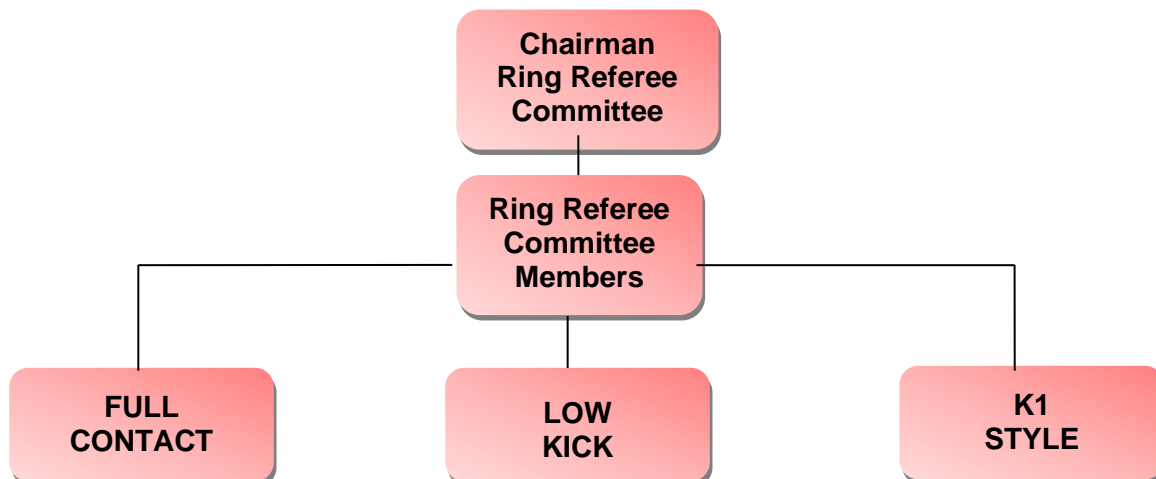 Chairman
Ring Referee
Committee
Ring Referee
Committee
Members
FULL
CONTACT
LOW
KICK
K1
STYLE